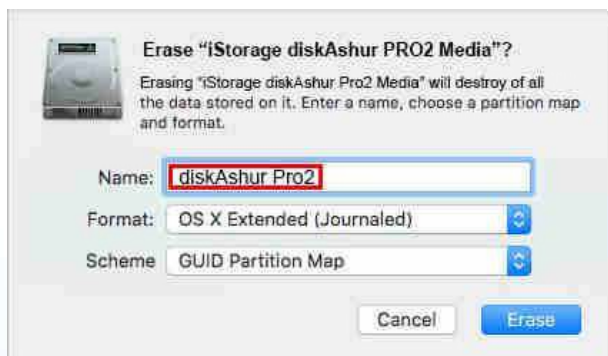 Erase “iStorage diskAshur PRO2 Media”?
Erasing “iStorage diskAshur Pro2 Media” will destroy of all
the data stored on it. Enter a name, choose a partition map
and format.
Name: diskAshur Pro2
Format: OS X Extended (Journaled)
Scheme GUID Partition Map
Cancel Erase